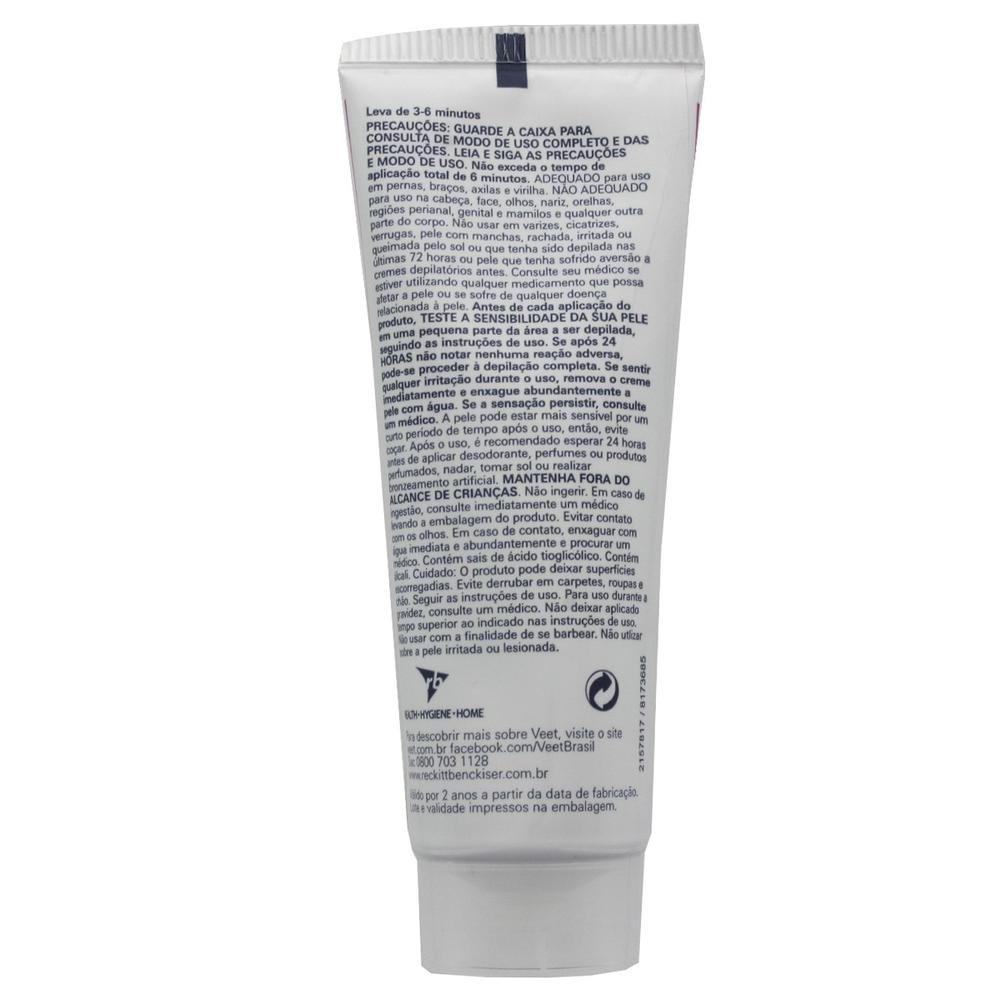 Leva de 3-6 minutos
PRECAUÇÕES: GUARDE A CAIXA PARA
CONSULTA DE MODO DE USO COMPLETO E DAS
PRECAUÇÕES. LEIA E SIGA AS PRECAUÇÕES
E MODO DE USO. Não exceda o tempo de
aplicação total de 6 minutos. ADEQUADO para uso
em pernas, braços, axilas e virilha. NÃO ADEQUADO
para uso na cabeça, face, olhos, nariz, orelhas,
regiões perianal, genital e mamilos e qualquer outra
parte do corpo. Não usar em varizes, cicatrizes,
verrugas, pele com manchas, rachada, irritada ou
queimada pelo sol ou que tenha sido depilada nas
últimas 72 horas ou pele que tenha sofrido aversão a
cremes depilatórios antes. Consulte seu médico se
estiver utilizando qualquer medicamento que possa
afetar a pele ou se sofre de qualquer doença
relacionada à pele. Antes de cada aplicação do
produto, TESTE A SENSIBILIDADE DA SUA PELE
em uma pequena parte da área a ser depilada,
seguindo as instruções de uso. Se após 24
HORAS não notar nenhuma reação adversa,
pode-se proceder à depilação completa. Se sentir
qualquer irritação durante o uso, remova o creme
imediatamente e enxague abundantemente a
pele com água. Se a sensação persistir, consulte
um médico. A pele pode estar mais sensível por um
curto período de tempo após o uso, então, evite
coçar. Após o uso, é recomendado esperar 24 horas
antes de aplicar desodorante, perfumes ou produtos
perfumados, nadar, tomar sol ou realizar
bronzeamento artificial. MANTENHA FORA DO
ALCANCE DE CRIANÇAS. Não ingerir. Em caso de
ingestão, consulte imediatamente um médico
levando a embalagem do produto. Evitar contato
com os olhos. Em caso de contato, enxaguar com
água imediata e abundantemente e procurar um
médico. Contém sais de ácido tioglicólico. Contém
álcali. Cuidado: O produto pode deixar superfícies
escorregadias. Evite derrubar em carpetes, roupas e
chão. Seguir as instruções de uso. Para uso durante a
gravidez, consulte um médico. Não deixar aplicado
tempo superior ao indicado nas instruções de uso.
Não usar com a finalidade de se barbear. Não utilizar
sobre a pele irritada ou lesionada.
rb
HEALTH•HYGIENE•HOME
Para descobrir mais sobre Veet, visite o site
veet.com.br facebook.com/VeetBrasil
Sac 0800 703 1128
www.reckittbenckiser.com.br
Válido por 2 anos a partir da data de fabricação.
Lote e validade impressos na embalagem.
2157817 / 8173685